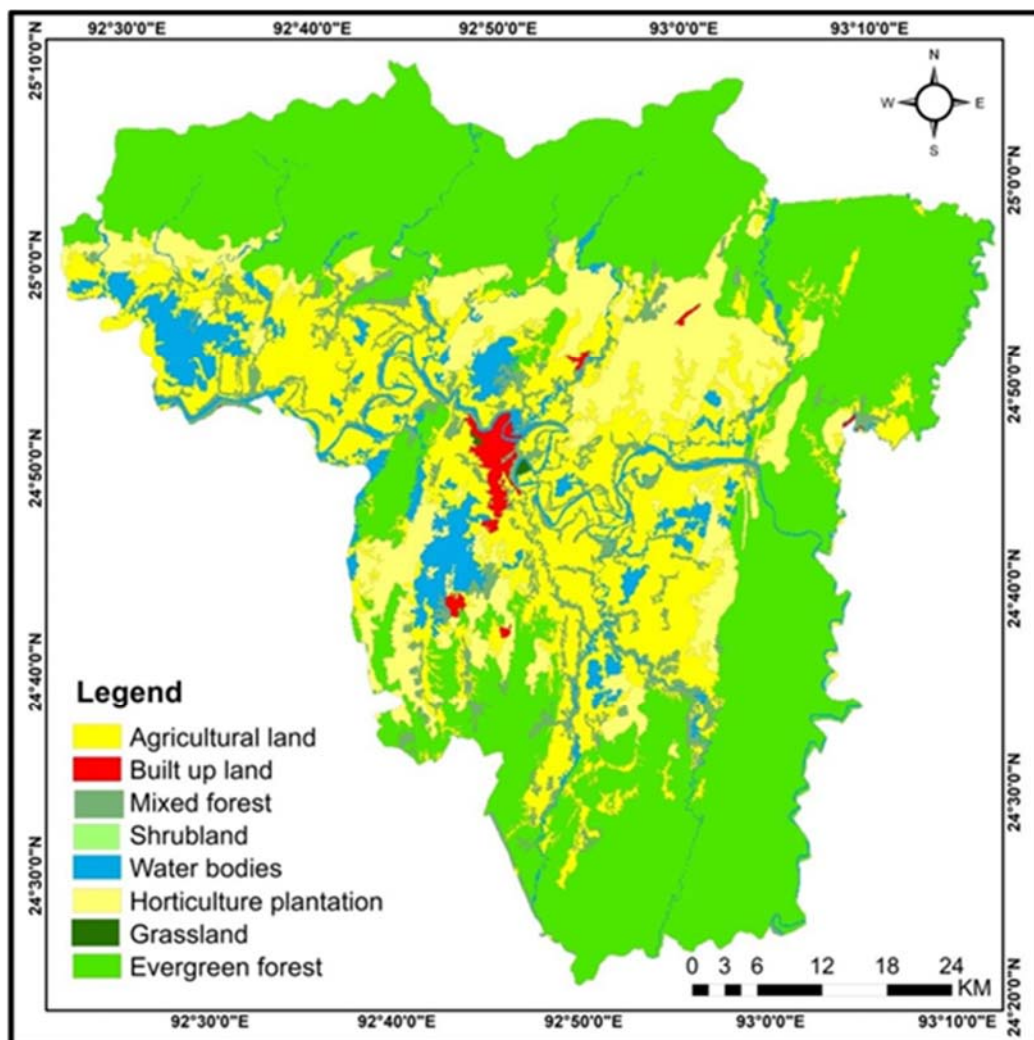 92°30'0"E 92°40'0"E 92°50'0"E 93°0'0"E 93°10'0"E
25°10'0"N
25°0'0"N
24°50'0"N
24°40'0"N
24°30'0"N
N
W E
S
25°0'0"N
24°50'0"N
24°40'0"N
24°30'0"N
24°20'0"N
Legend
Agricultural land
Built up land
Mixed forest
Shrubland
Water bodies
Horticulture plantation
Grassland
Evergreen forest
0 3 6 12 18 24
KM
92°30'0"E 92°40'0"E 92°50'0"E 93°0'0"E 93°10'0"E